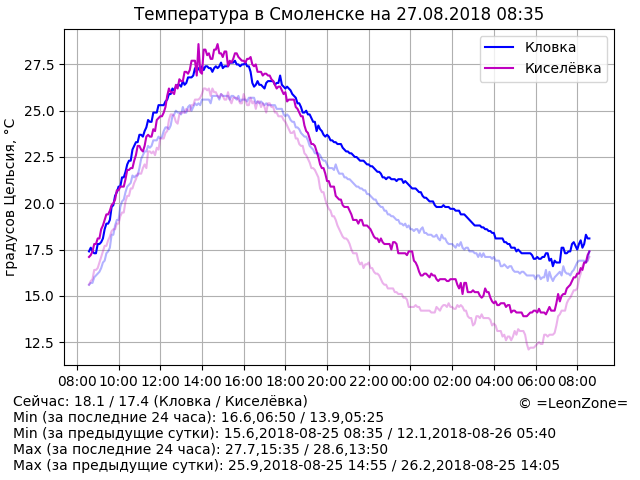 Температура в Смоленске на 27.08.2018 08:35
Кловка
Киселёвка
градусов Цельсия, °C
27.5
25.0
22.5
20.0
17.5
15.0
12.5
08:00 10:00 12:00 14:00 16:00 18:00 20:00 22:00 00:00 02:00 04:00 06:00 08:00
Сейчас: 18.1 / 17.4 (Кловка / Киселёвка)
© =LeonZone=
Min (за последние 24 часа): 16.6,06:50 / 13.9,05:25
Min (за предыдущие сутки): 15.6,2018-08-25 08:35 / 12.1,2018-08-26 05:40
Max (за последние 24 часа): 27.7,15:35 / 28.6,13:50
Max (за предыдущие сутки): 25.9,2018-08-25 14:55 / 26.2,2018-08-25 14:05